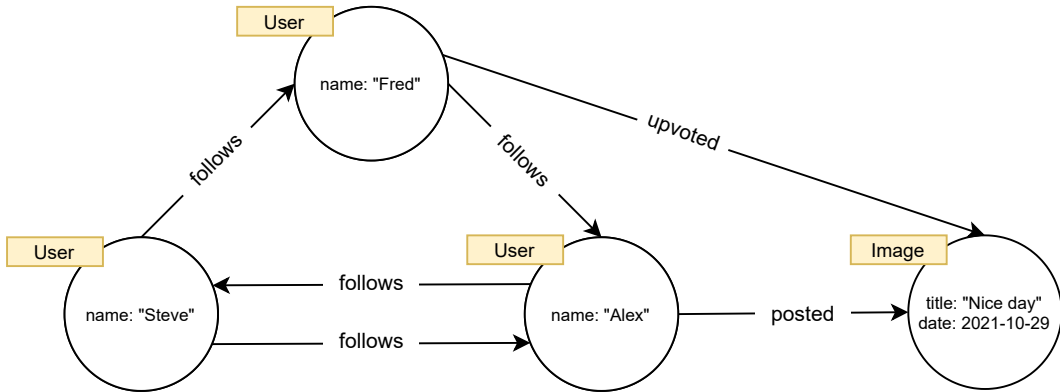 User
name: "Fred"
upvoted
follows
follows
User
User
Image
name: "Steve"
follows
follows
name: "Alex"
posted
title: "Nice day"
date: 2021-10-29